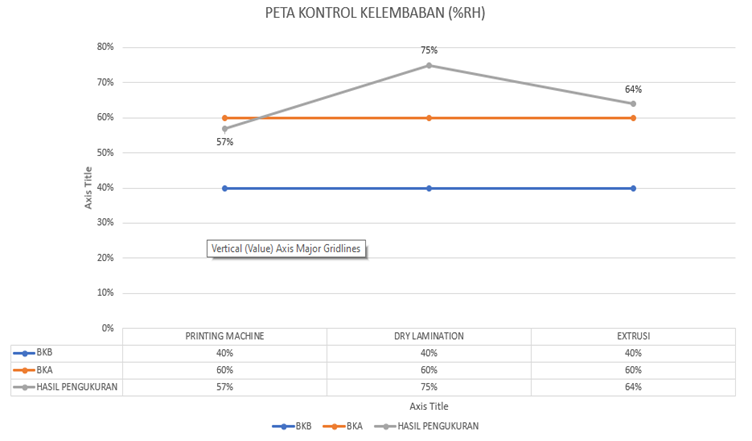 PETA KONTROL KELEMBABAN (%RH)
80%
70%
60%
50%
40%
30%
20%
10%
0%
Axis Title
75%
64%
57%
Vertical (Value) Axis Major Gridlines
PRINTING MACHINE DRY LAMINATION EXTRUSI
BKB 40% 40% 40%
BKA 60% 60% 60%
HASIL PENGUKURAN 57% 75% 64%
Axis Title
BKB BKA HASIL PENGUKURAN